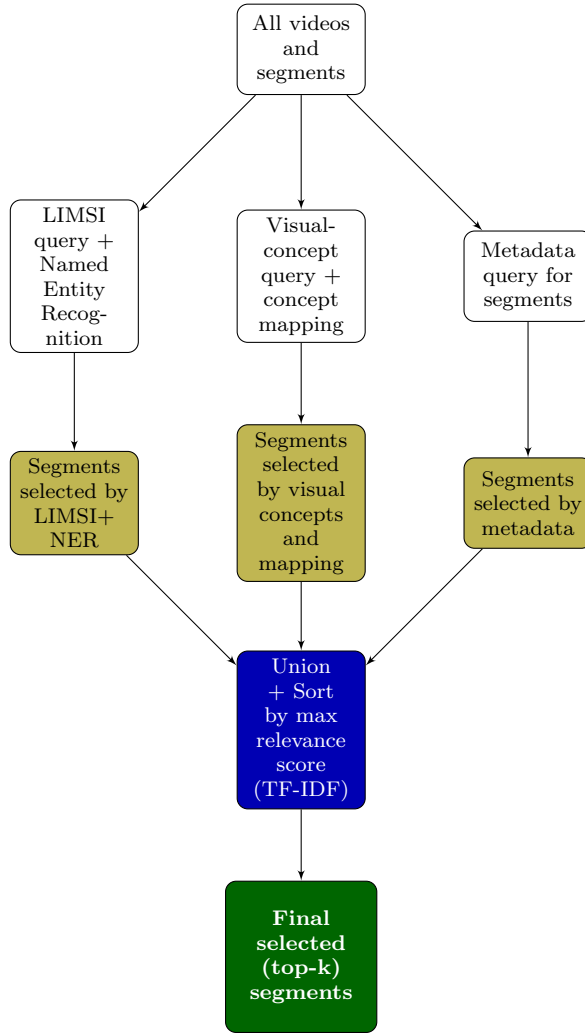 All videos
and
segments
LIMSI
query +
Named
Entity
Recog-
nition
Visual-
concept
query +
concept
mapping
Metadata
query for
segments
Segments
selected by
LIMSI+
NER
Segments
selected
by visual
concepts
and
mapping
Segments
selected by
metadata
Union
+ Sort
by max
relevance
score
(TF-IDF)
Final
selected
(top-k)
segments